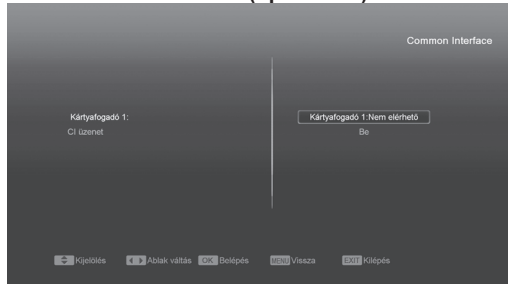 Common Interface
Kártyafogadó 1:
Kártyafogadó 1:Nem elérhető
CI üzenet
Be
Kijelölés
Ablak váltás
OK Belépés
MENU Vissza
EXIT Kilépés